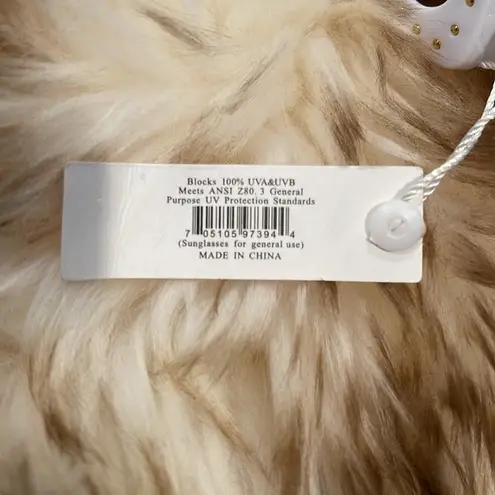 Blocks 100% UVA&UVB
Meets ANSI Z80. 3 General
Purpose UV Protection Standards
7 05105 97394 4
(Sunglasses for general use)
MADE IN CHINA